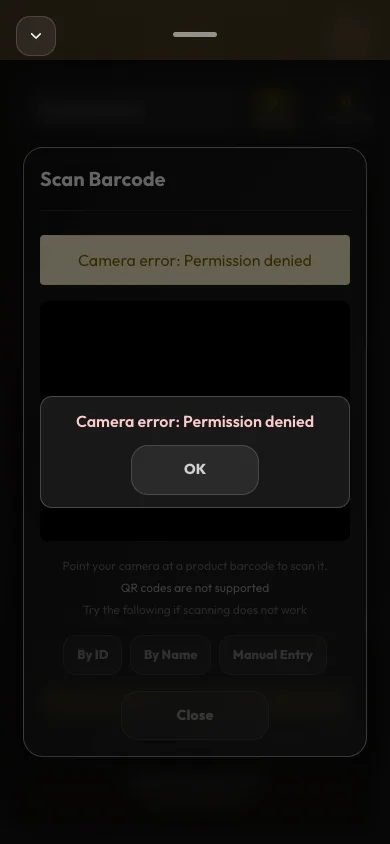 Scan Barcode
Camera error: Permission denied
Camera error: Permission denied
OK
Point your camera at a product barcode to scan it.
QR codes are not supported
Try the following if scanning does not work
By ID
By Name
Manual Entry
Close